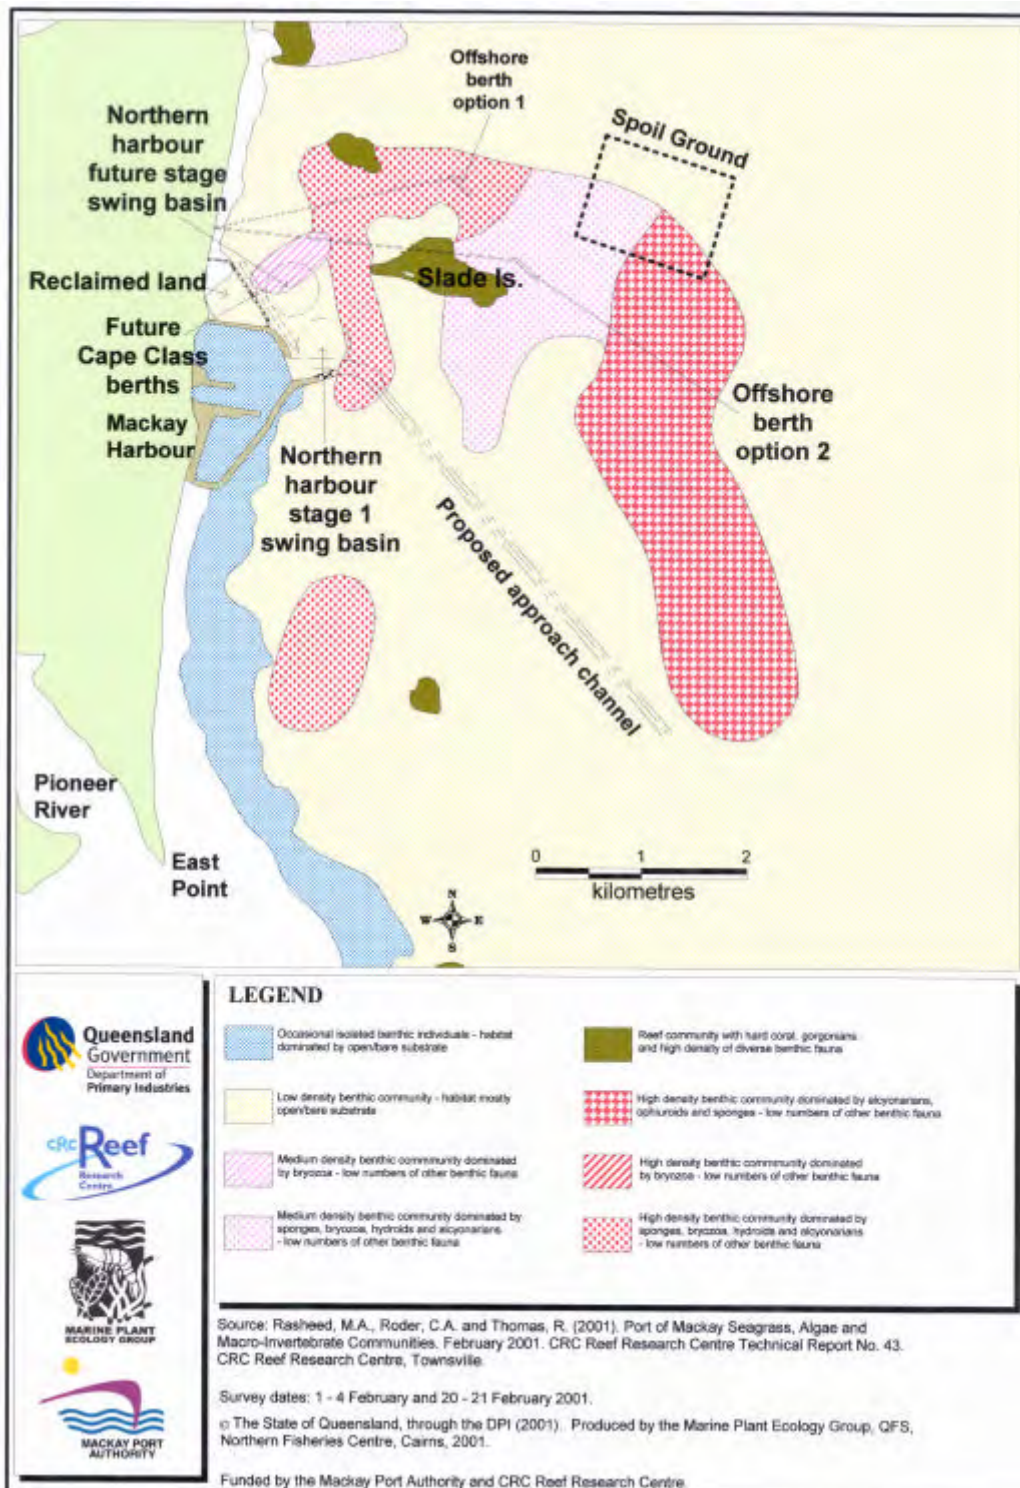 Offshore
berth
option 1
Northern
harbour
future stage
swing basin
Spoil Ground
Reclaimed land
Slade Is.
Future
Cape Class
berths
Mackay
Harbour
Offshore
berth
option 2
Northern
harbour
stage 1
swing basin
Proposed approach channel
Pioneer
River
East
Point
0 1 2
kilometres
N
W E
S
LEGEND
Occasional isolated benthic individuals - habitat
dominated by open/bare substrate
Low density benthic community - habitat mostly
open/bare substrate
Medium density benthic commmunity dominated
by bryozoa - low numbers of other benthic fauna
Medium density benthic community dominated by
sponges, bryozoa, hydroids and alcyonarians
- low numbers of other benthic fauna
Reef community with hard coral, gorgonians
and high density of diverse benthic fauna
High density benthic community dominated by alcyonarians,
ophiuroids and sponges - low numbers of other benthic fauna
High density benthic commmunity dominated
by bryozoa - low numbers of other benthic fauna
High density benthic community dominated by
sponges, bryozoa, hydroids and alcyonarians
- low numbers of other benthic fauna
Queensland
Government
Department of
Primary Industries
CRC Reef
Research
Centre
MARINE PLANT
ECOLOGY GROUP
MACKAY PORT
AUTHORITY
Source: Rasheed, M.A., Roder, C.A. and Thomas, R. (2001). Port of Mackay Seagrass, Algae and
Macro-Invertebrate Communities. February 2001. CRC Reef Research Centre Technical Report No. 43.
CRC Reef Research Centre, Townsville.
Survey dates: 1 - 4 February and 20 - 21 February 2001.
© The State of Queensland, through the DPI (2001). Produced by the Marine Plant Ecology Group, QFS,
Northern Fisheries Centre, Cairns, 2001.
Funded by the Mackay Port Authority and CRC Reef Research Centre.